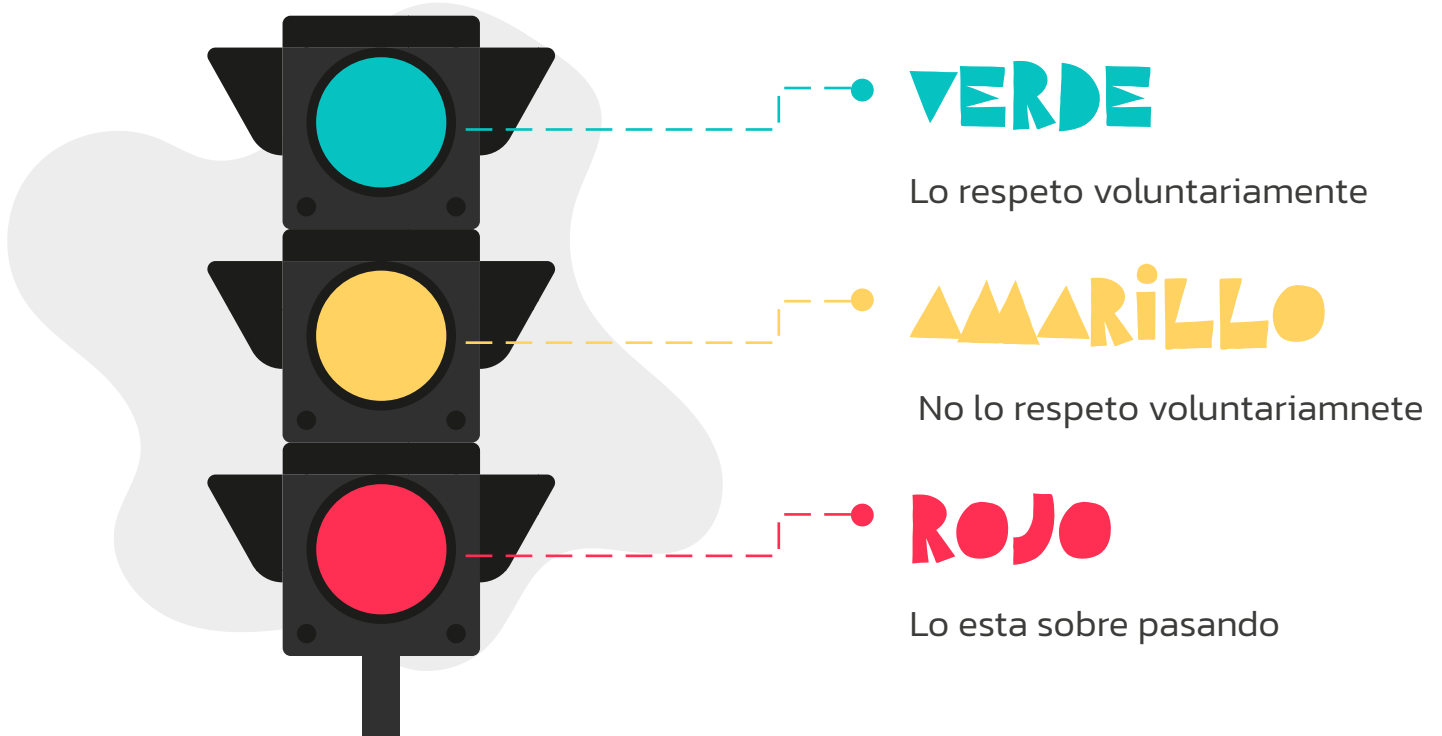 VERDE
Lo respeto voluntariamente
AMARiLLO
No lo respeto voluntariamnete
ROJO
Lo esta sobre pasando